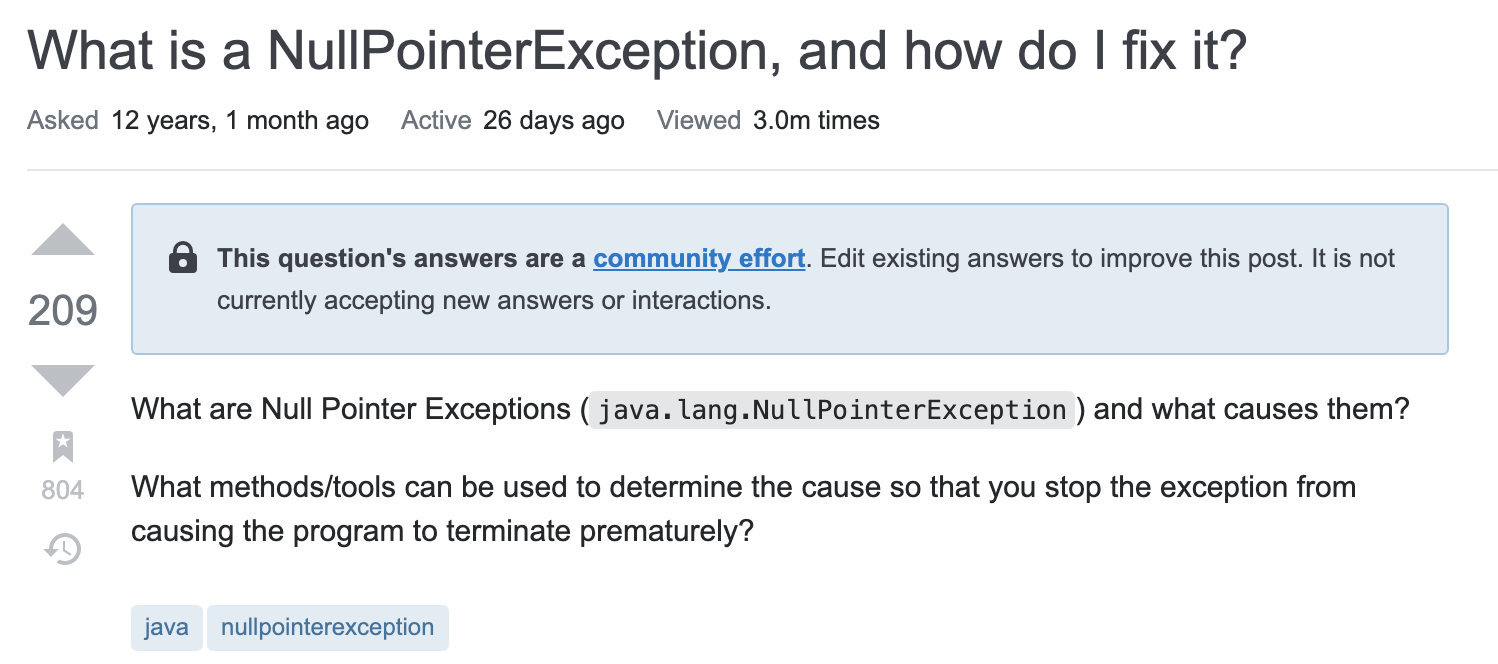 What is a NullPointerException, and how do I fix it?
Asked 12 years, 1 month ago Active 26 days ago Viewed 3.0m times
This question's answers are a community effort. Edit existing answers to improve this post. It is not
currently accepting new answers or interactions.
209
What are Null Pointer Exceptions (java.lang.NullPointerException) and what causes them?
804
What methods/tools can be used to determine the cause so that you stop the exception from
causing the program to terminate prematurely?
java nullpointerexception